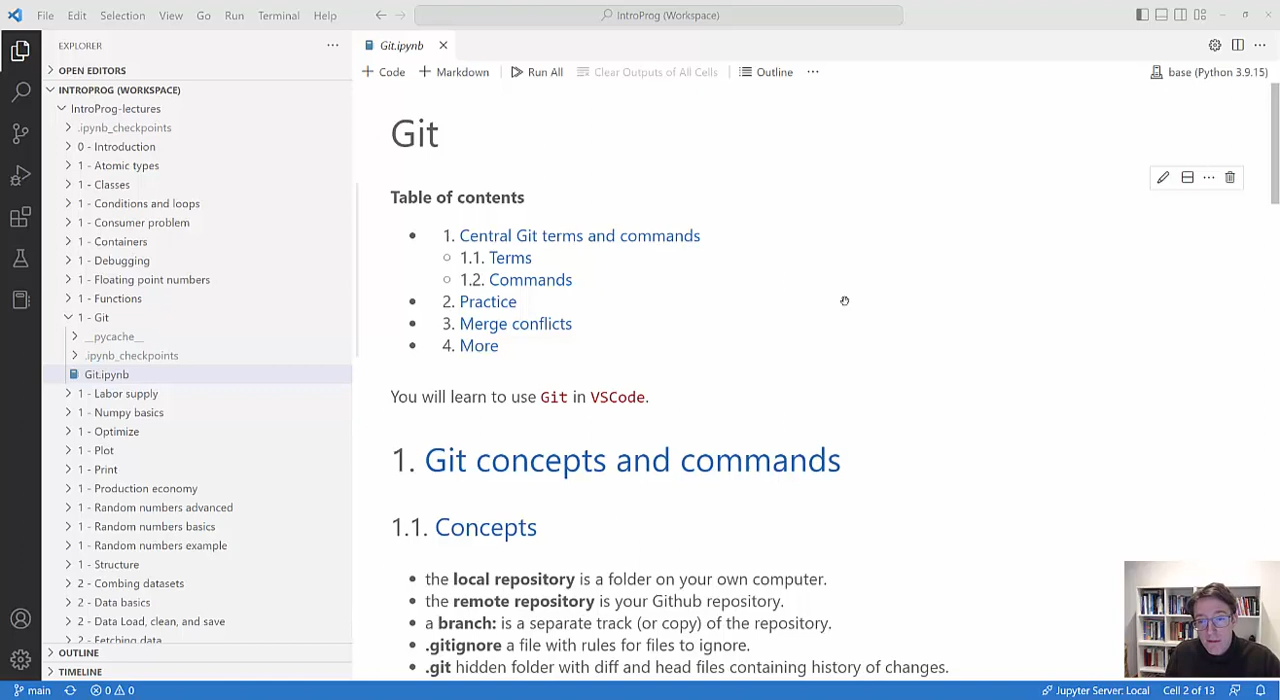 File Edit Selection View Go Run Terminal Help
IntroProg (Workspace)
EXPLORER
Git.ipynb
Code
Markdown
Run All
Clear Outputs of All Cells
Outline
base (Python 3.9.15)
OPEN EDITORS
INTROPROG (WORKSPACE)
IntroProg-lectures
.ipynb_checkpoints
0 - Introduction
1 - Atomic types
1 - Classes
1 - Conditions and loops
1 - Consumer problem
1 - Containers
1 - Debugging
1 - Floating point numbers
1 - Functions
1 - Git
__pycache__
.ipynb_checkpoints
Git.ipynb
1 - Labor supply
1 - Numpy basics
1 - Optimize
1 - Plot
1 - Print
1 - Production economy
1 - Random numbers advanced
1 - Random numbers basics
1 - Random numbers example
1 - Structure
2 - Combing datasets
2 - Data basics
2 - Data Load, clean, and save
2 - Fetching data
OUTLINE
TIMELINE
Git
Table of contents
1. Central Git terms and commands
1.1. Terms
1.2. Commands
2. Practice
3. Merge conflicts
4. More
You will learn to use Git in VSCode.
1. Git concepts and commands
1.1. Concepts
the local repository is a folder on your own computer.
the remote repository is your Github repository.
a branch: is a separate track (or copy) of the repository.
.gitignore a file with rules for files to ignore.
.git hidden folder with diff and head files containing history of changes.
main
0 0
Jupyter Server: Local
Cell 2 of 13